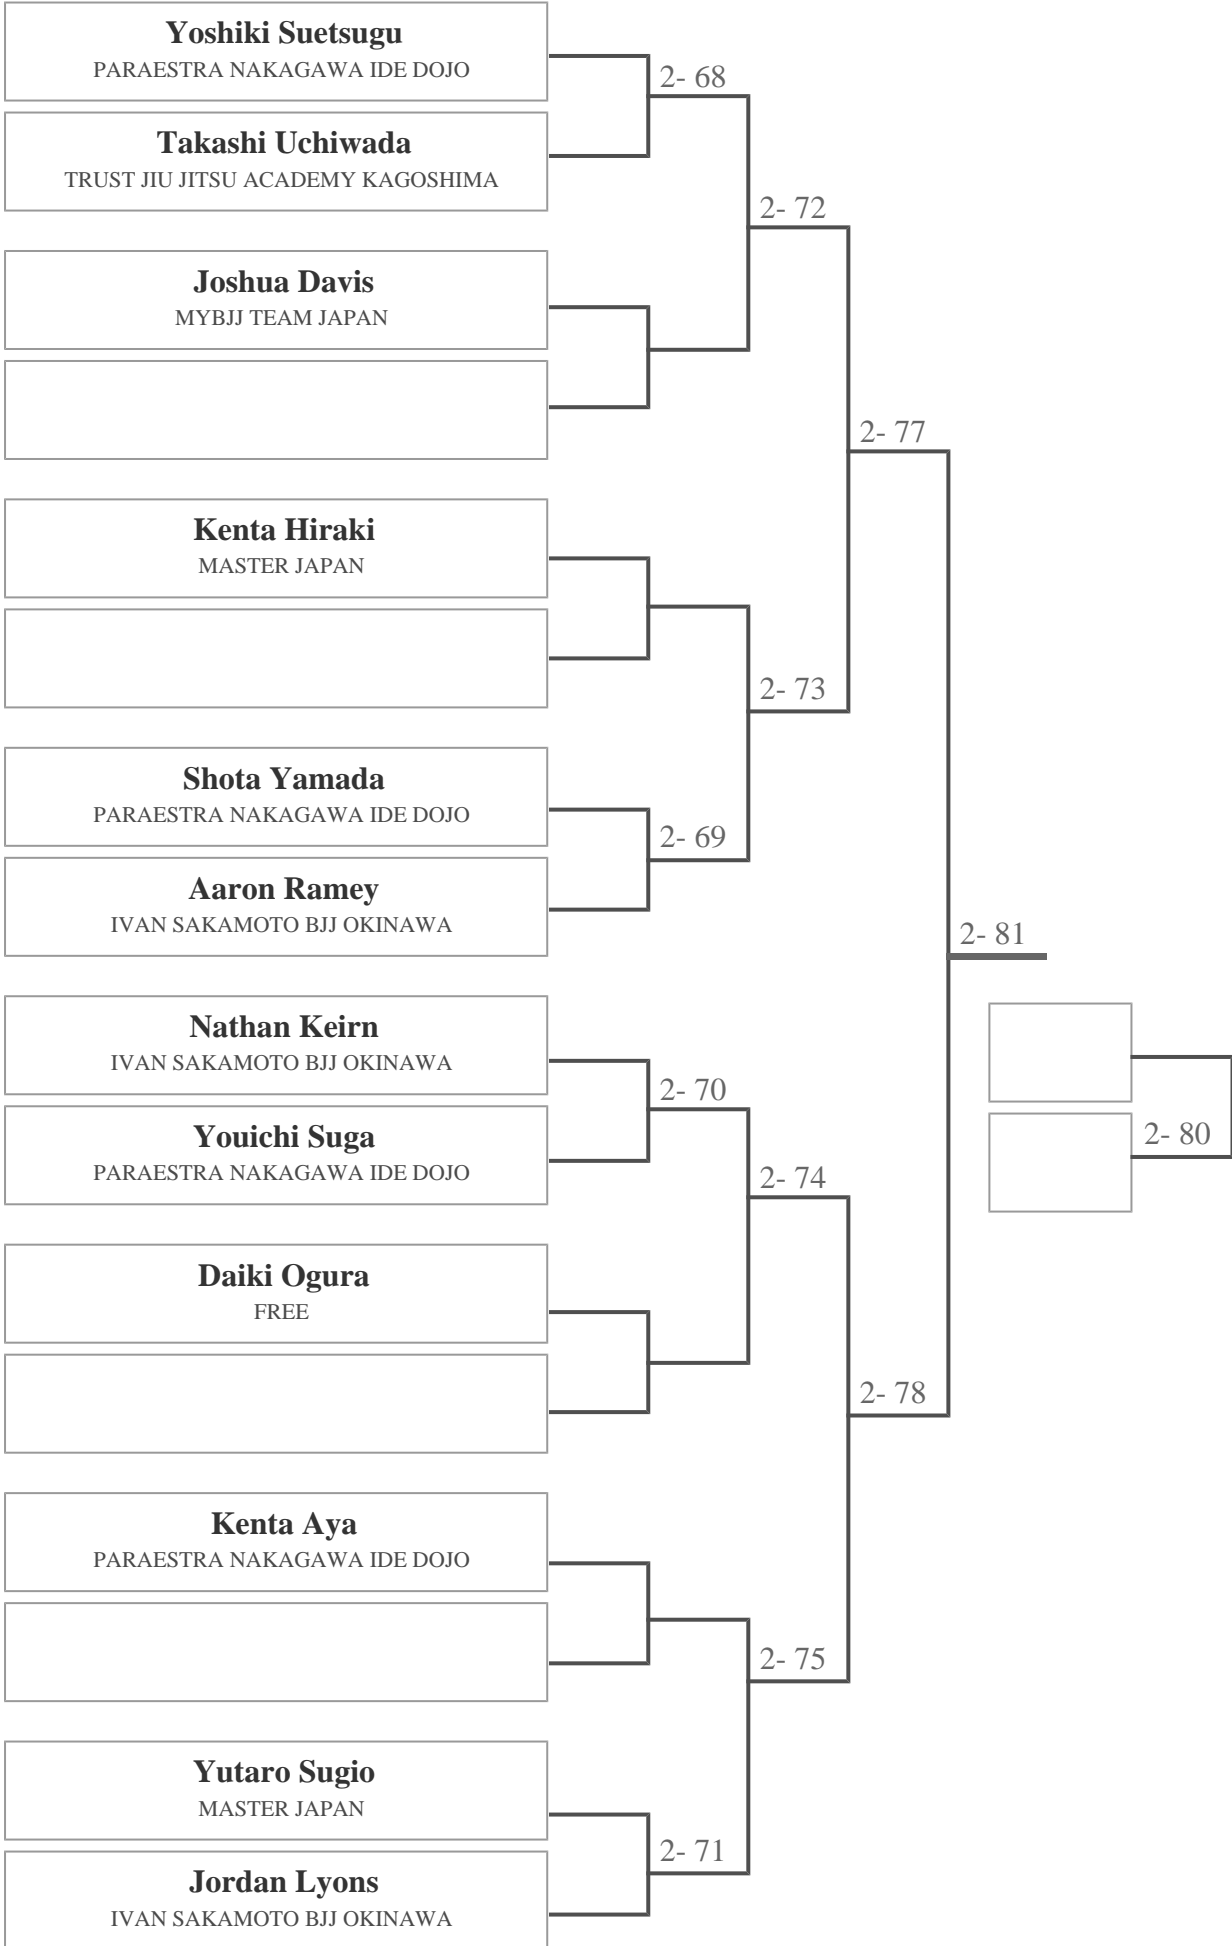 Yoshiki Suetsugu
PARAESTRA NAKAGAWA IDE DOJO
2- 68
Takashi Uchiwada
TRUST JIU JITSU ACADEMY KAGOSHIMA
2- 72
Joshua Davis
MYBJJ TEAM JAPAN
2- 77
Kenta Hiraki
MASTER JAPAN
2- 73
Shota Yamada
PARAESTRA NAKAGAWA IDE DOJO
2- 69
Aaron Ramey
IVAN SAKAMOTO BJJ OKINAWA
2- 81
Nathan Keirn
IVAN SAKAMOTO BJJ OKINAWA
2- 70
Youichi Suga
PARAESTRA NAKAGAWA IDE DOJO
2- 80
2- 74
Daiki Ogura
FREE
2- 78
Kenta Aya
PARAESTRA NAKAGAWA IDE DOJO
2- 75
Yutaro Sugio
MASTER JAPAN
2- 71
Jordan Lyons
IVAN SAKAMOTO BJJ OKINAWA